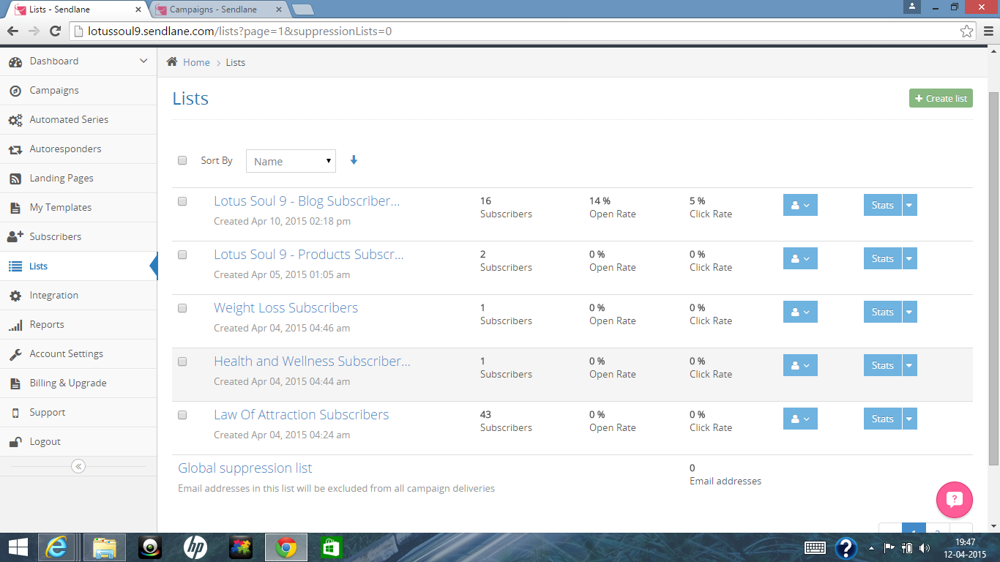 Lists - Sendlane
Campaigns - Sendlane
lotussoul9.sendlane.com/lists?page=1&suppressionLists=0
Dashboard
Campaigns
Automated Series
Autoresponders
Landing Pages
My Templates
Subscribers
Lists
Integration
Reports
Account Settings
Billing & Upgrade
Support
Logout
Home > Lists
Lists
+ Create list
Sort By Name
Lotus Soul 9 - Blog Subscriber... 16 14 % 5 %
Subscribers Open Rate Click Rate Stats
Created Apr 10, 2015 02:18 pm
Lotus Soul 9 - Products Subscr... 2 0 % 0 %
Subscribers Open Rate Click Rate Stats
Created Apr 05, 2015 01:05 am
Weight Loss Subscribers 1 0 % 0 %
Subscribers Open Rate Click Rate Stats
Created Apr 04, 2015 04:46 am
Health and Wellness Subscriber... 1 0 % 0 %
Subscribers Open Rate Click Rate Stats
Created Apr 04, 2015 04:44 am
Law Of Attraction Subscribers 43 0 % 0 %
Subscribers Open Rate Click Rate Stats
Created Apr 04, 2015 04:24 am
Global suppression list 0
Email addresses
Email addresses in this list will be excluded from all campaign deliveries
hp
19:47
12-04-2015